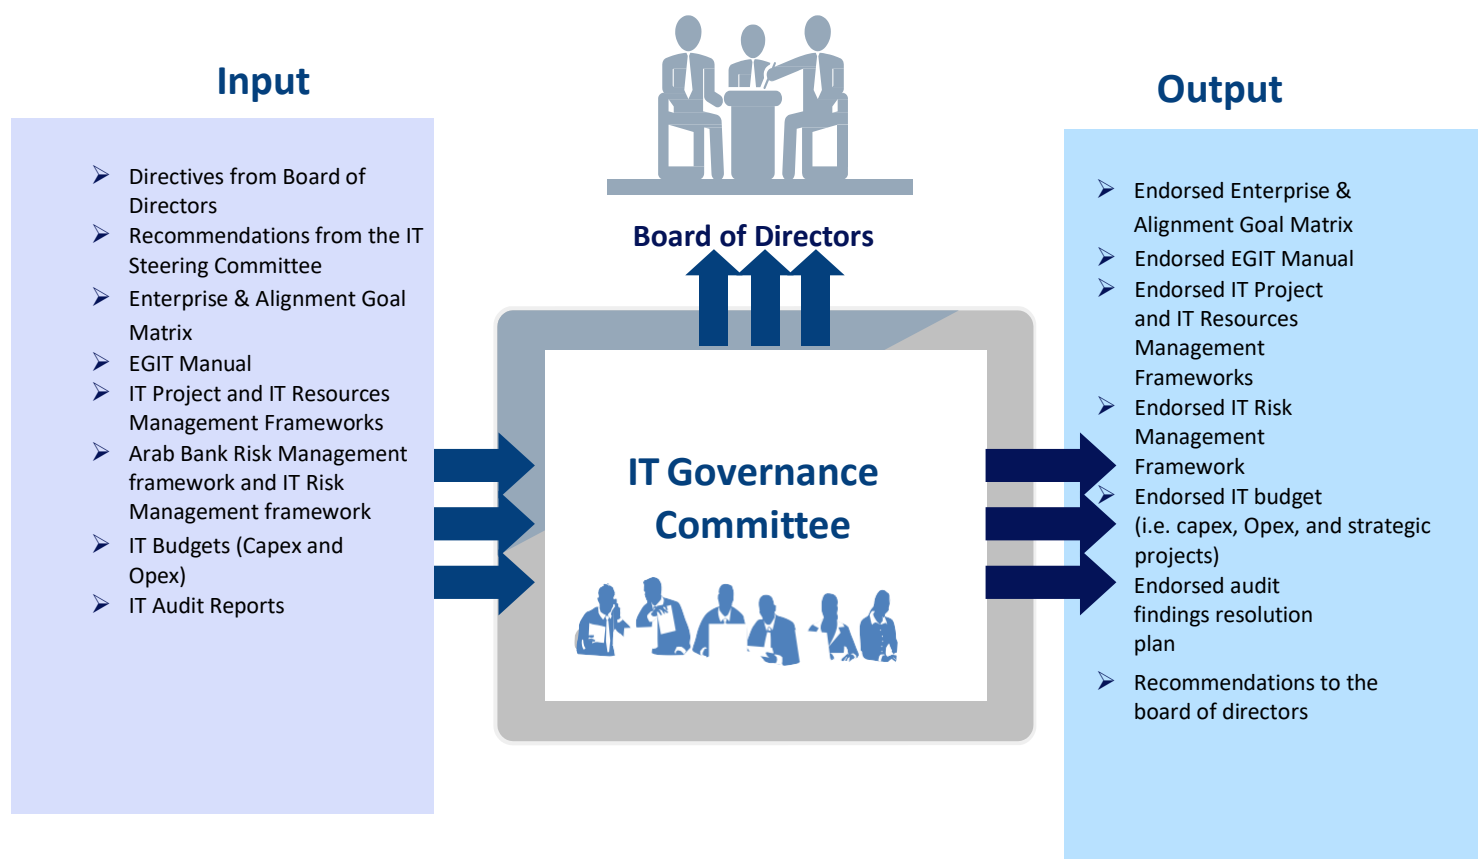 Input
Directives from Board of
Directors
Recommendations from the IT
Steering Committee
Enterprise & Alignment Goal
Matrix
EGIT Manual
IT Project and IT Resources
Management Frameworks
Arab Bank Risk Management
framework and IT Risk
Management framework
IT Budgets (Capex and
Opex)
IT Audit Reports
Board of Directors
IT Governance
Committee
Output
Endorsed Enterprise &
Alignment Goal Matrix
Endorsed EGIT Manual
Endorsed IT Project
and IT Resources
Management
Frameworks
Endorsed IT Risk
Management
Framework
Endorsed IT budget
(i.e. capex, Opex, and strategic
projects)
Endorsed audit
findings resolution
plan
Recommendations to the
board of directors